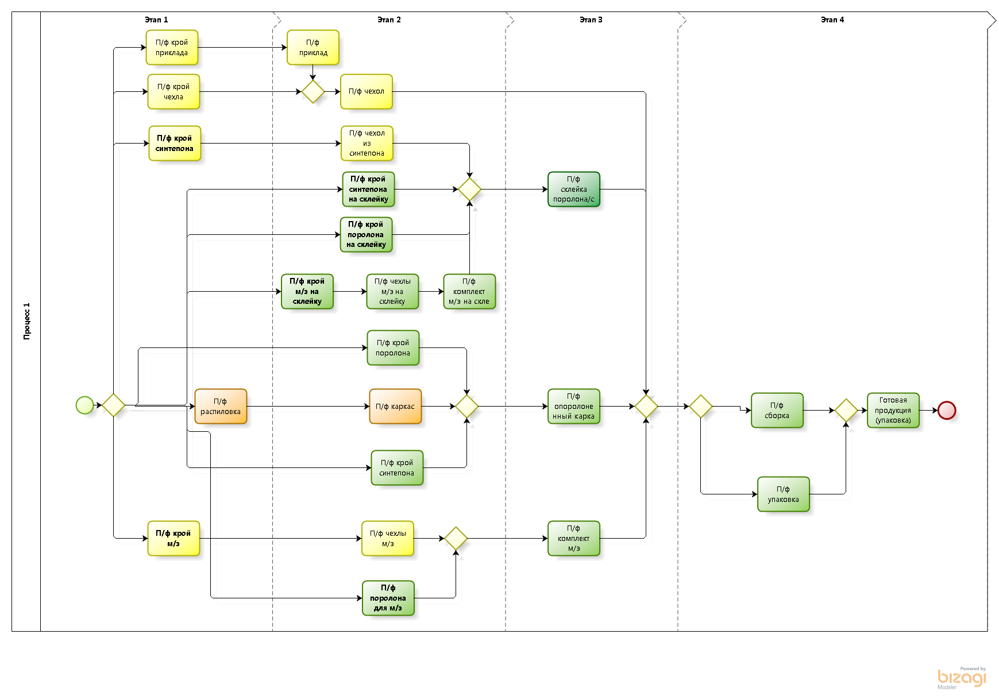 Этап 1
Этап 2
Этап 3
Этап 4
Процесс 1
П/ф крой
приклада
П/ф
приклад
П/ф крой
чехла
П/ф чехол
П/ф крой
синтепона
П/ф чехол
из
синтепона
П/ф крой
синтепона
на склейку
П/ф
склейка
поролона/с
П/ф крой
поролона
на склейку
П/ф крой
м/э на
склейку
П/ф чехлы
м/э на
склейку
П/ф
комплект
м/э на скле
П/ф крой
поролона
П/ф
распиловка
П/ф каркас
П/ф
опоролоне
нный карка
П/ф
сборка
Готовая
продукция
(упаковка)
П/ф крой
синтепона
П/ф
упаковка
П/ф крой
м/э
П/ф чехлы
м/э
П/ф
комплект
м/э
П/ф
поролона
для м/э
Powered by
bizagi
Modeler